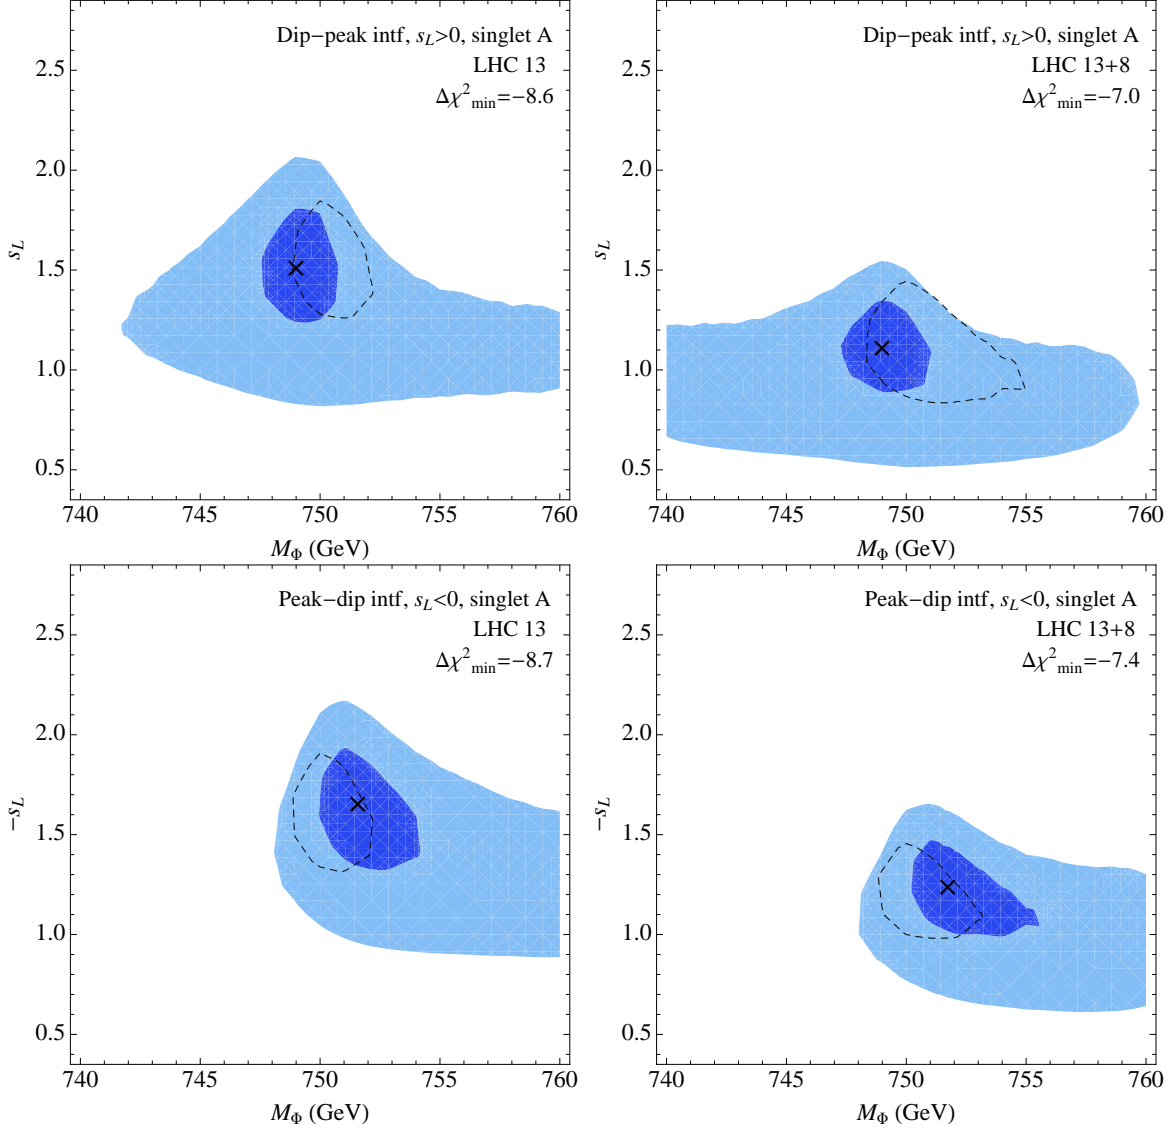 Dip−peak intf, s_L>0, singlet A
LHC 13
Δχ²_min=−8.6
2.5
2.0
1.5
1.0
0.5
s_L
740
745
750
755
760
M_Φ (GeV)
Dip−peak intf, s_L>0, singlet A
LHC 13+8
Δχ²_min=−7.0
2.5
2.0
1.5
1.0
0.5
s_L
740
745
750
755
760
M_Φ (GeV)
Peak−dip intf, s_L<0, singlet A
LHC 13
Δχ²_min=−8.7
2.5
2.0
1.5
1.0
0.5
−s_L
740
745
750
755
760
M_Φ (GeV)
Peak−dip intf, s_L<0, singlet A
LHC 13+8
Δχ²_min=−7.4
2.5
2.0
1.5
1.0
0.5
−s_L
740
745
750
755
760
M_Φ (GeV)